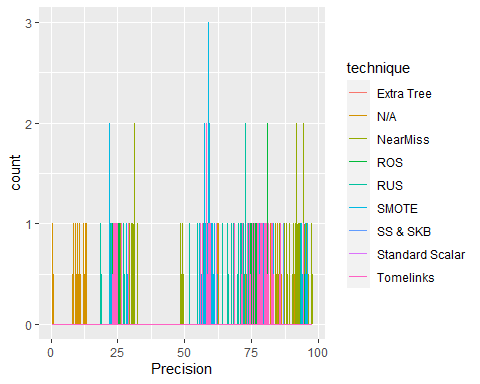 3
2
1
0
count
0
25
50
75
100
Precision
technique
Extra Tree
N/A
NearMiss
ROS
RUS
SMOTE
SS & SKB
Standard Scalar
Tomelinks